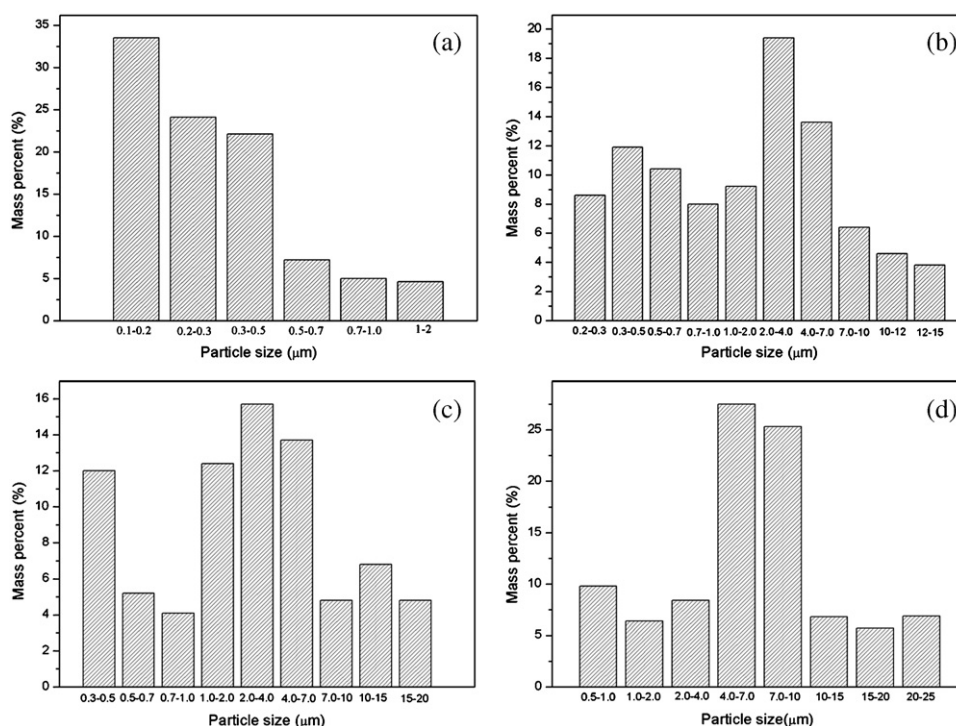 (a)
Mass percent (%)
35
30
25
20
15
10
5
0
0.1-0.2 0.2-0.3 0.3-0.5 0.5-0.7 0.7-1.0 1-2
Particle size (μm)
(b)
Mass percent (%)
20
18
16
14
12
10
8
6
4
2
0
0.2-0.3 0.3-0.5 0.5-0.7 0.7-1.0 1.0-2.0 2.0-4.0 4.0-7.0 7.0-10 10-12 12-15
Particle size (μm)
(c)
Mass percent (%)
16
14
12
10
8
6
4
2
0
0.3-0.5 0.5-0.7 0.7-1.0 1.0-2.0 2.0-4.0 4.0-7.0 7.0-10 10-15 15-20
Particle size (μm)
(d)
Mass percent (%)
25
20
15
10
5
0
0.5-1.0 1.0-2.0 2.0-4.0 4.0-7.0 7.0-10 10-15 15-20 20-25
Particle size(μm)